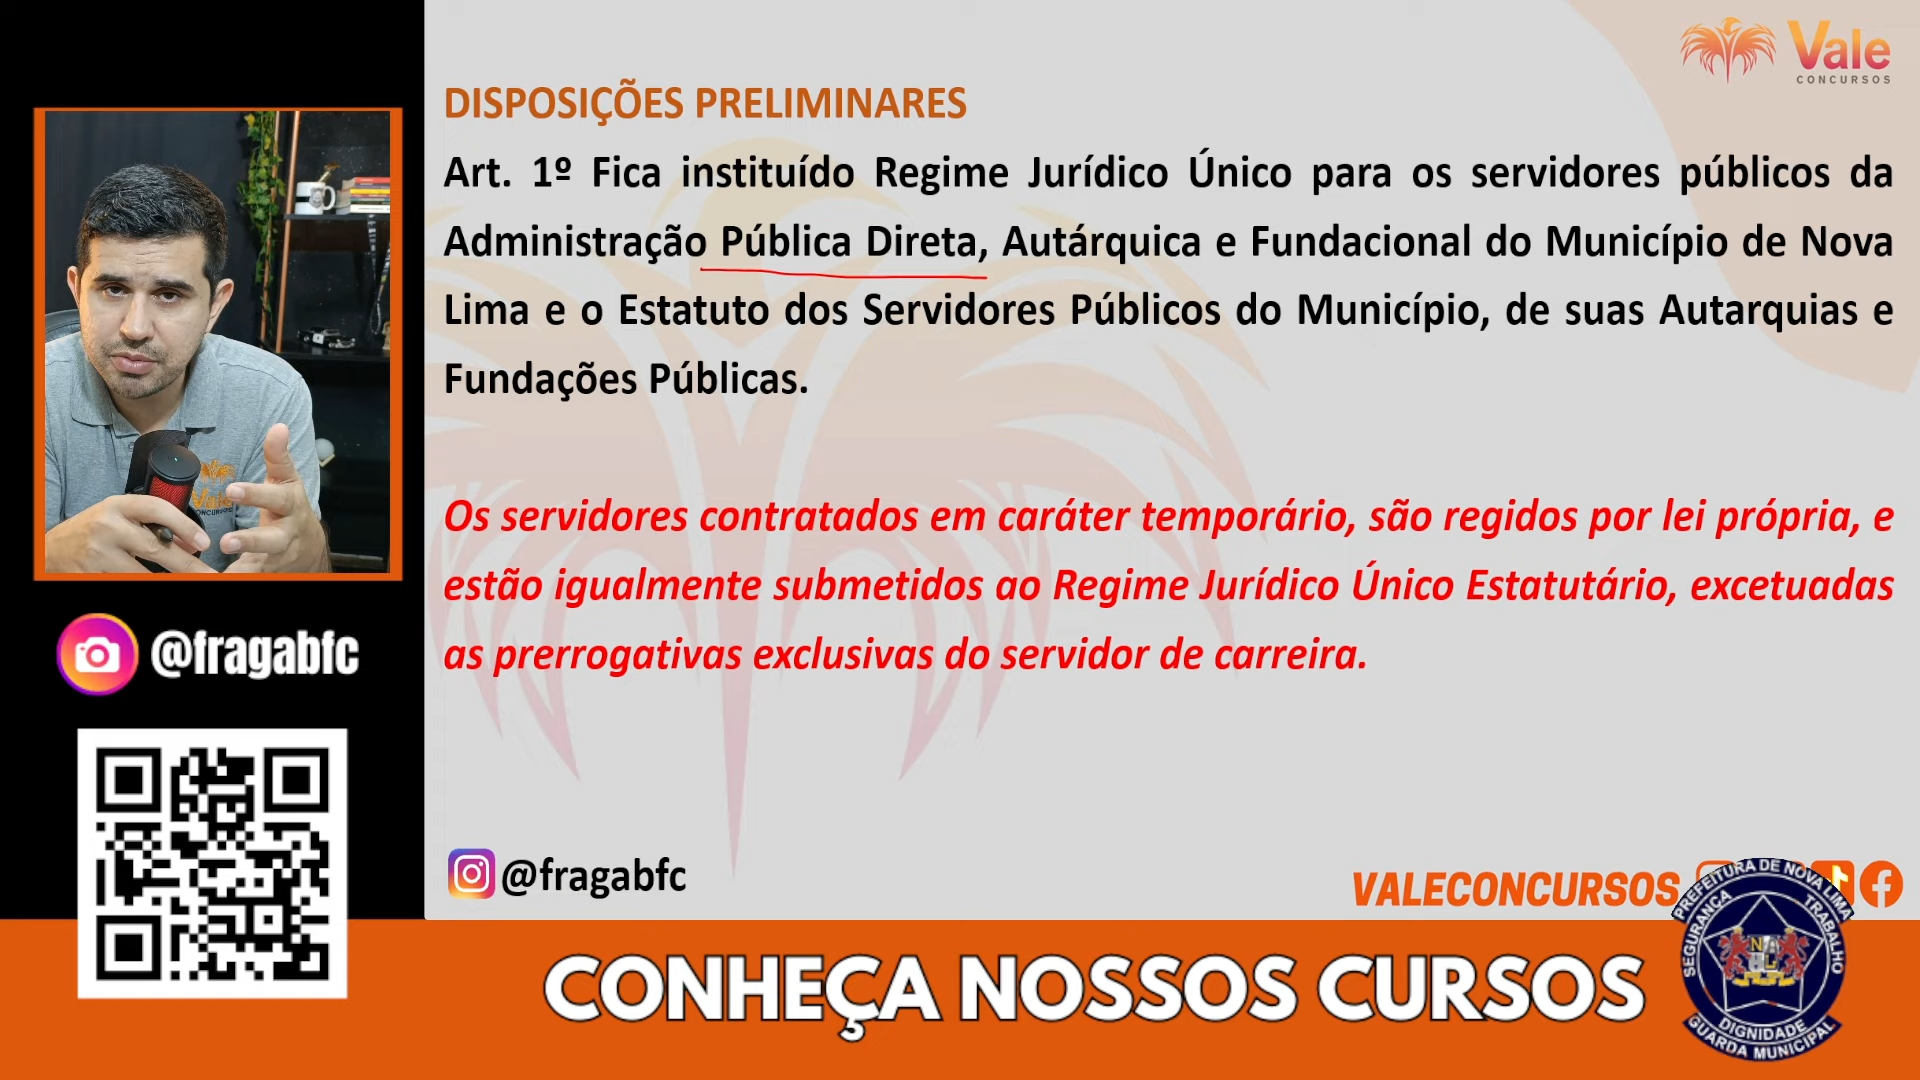 Vale
CONCURSOS
DISPOSIÇÕES PRELIMINARES
Art. 1º Fica instituído Regime Jurídico Único para os servidores públicos da
Administração Pública Direta, Autárquica e Fundacional do Município de Nova
Lima e o Estatuto dos Servidores Públicos do Município, de suas Autarquias e
Fundações Públicas.
Os servidores contratados em caráter temporário, são regidos por lei própria, e
estão igualmente submetidos ao Regime Jurídico Único Estatutário, excetuadas
as prerrogativas exclusivas do servidor de carreira.
@fragabfc
@fragabfc
VALECONCURSOS
CONHEÇA NOSSOS CURSOS
PREFEITURA DE NOVA LIMA
SEGURANÇA
TRABALHO
DIGNIDADE
GUARDA MUNICIPAL